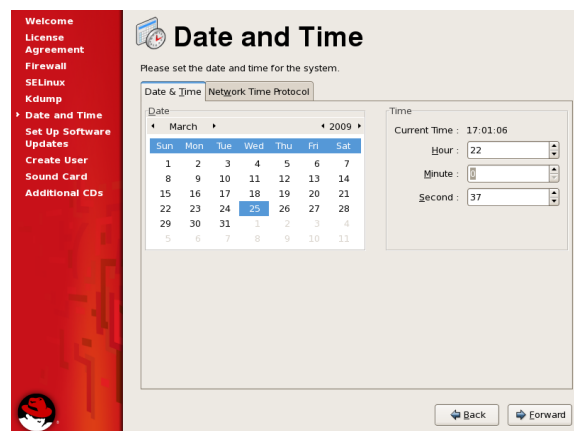 Welcome
License
Agreement
Firewall
SELinux
Kdump
Date and Time
Set Up Software
Updates
Create User
Sound Card
Additional CDs
Date and Time
Please set the date and time for the system.
Date & Time Network Time Protocol
Date
March 2009
Sun Mon Tue Wed Thu Fri Sat
1 2 3 4 5 6 7
8 9 10 11 12 13 14
15 16 17 18 19 20 21
22 23 24 25 26 27 28
29 30 31 1 2 3 4
5 6 7 8 9 10 11
Time
Current Time : 17:01:06
Hour : 22
Minute : 0
Second : 37
Back Forward